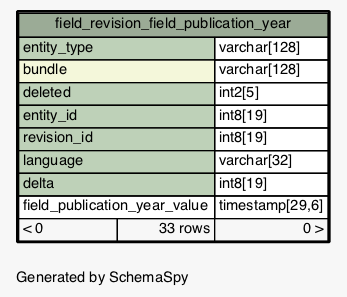 field_revision_field_publication_year
entity_type varchar[128]
bundle varchar[128]
deleted int2[5]
entity_id int8[19]
revision_id int8[19]
language varchar[32]
delta int8[19]
field_publication_year_value timestamp[29,6]
< 0 33 rows 0 >
Generated by SchemaSpy